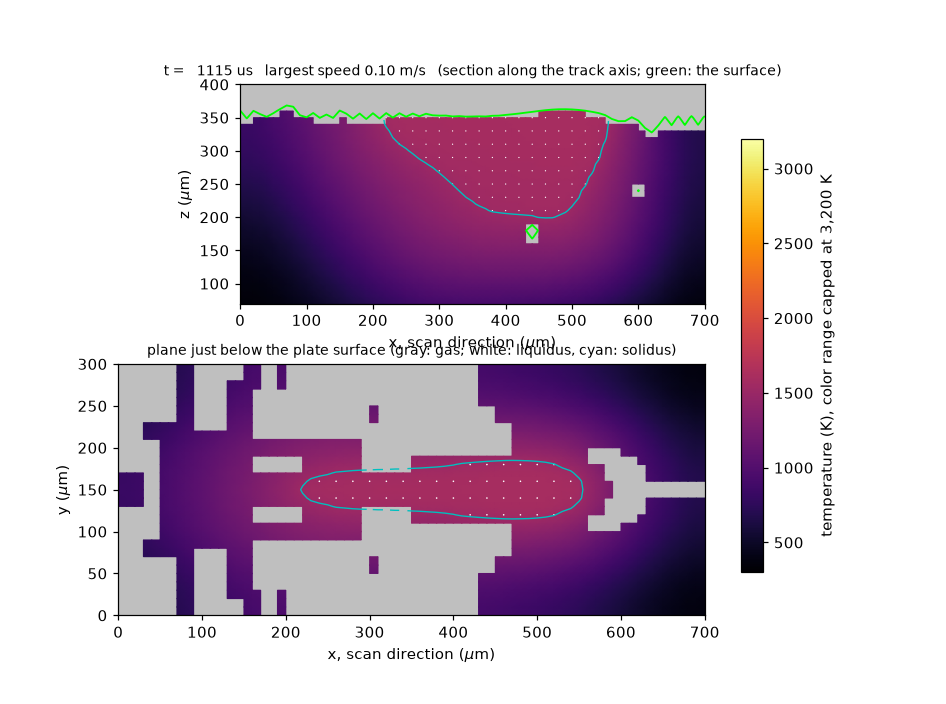 t =   1115 us   largest speed 0.10 m/s   (section along the track axis; green: the surface)
400
350
300
250
200
150
100
z (μm)
0 100 200 300 400 500 600 700
x, scan direction (μm)
plane just below the plate surface (gray: gas; white: liquidus, cyan: solidus)
300
250
200
150
100
50
0
y (μm)
0 100 200 300 400 500 600 700
x, scan direction (μm)
3000
2500
2000
1500
1000
500
temperature (K), color range capped at 3,200 K